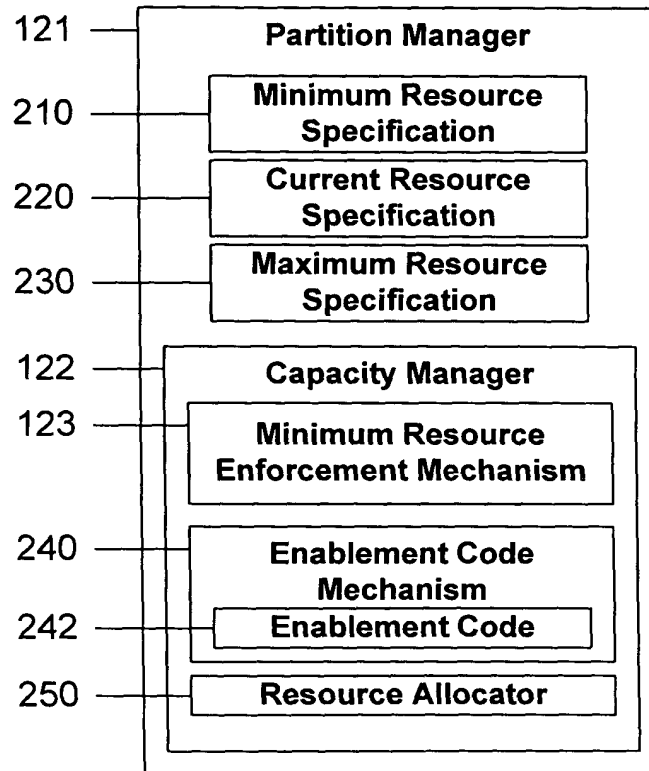 121
Partition Manager
210
Minimum Resource
Specification
220
Current Resource
Specification
230
Maximum Resource
Specification
122
Capacity Manager
123
Minimum Resource
Enforcement Mechanism
240
Enablement Code
Mechanism
242
Enablement Code
250
Resource Allocator